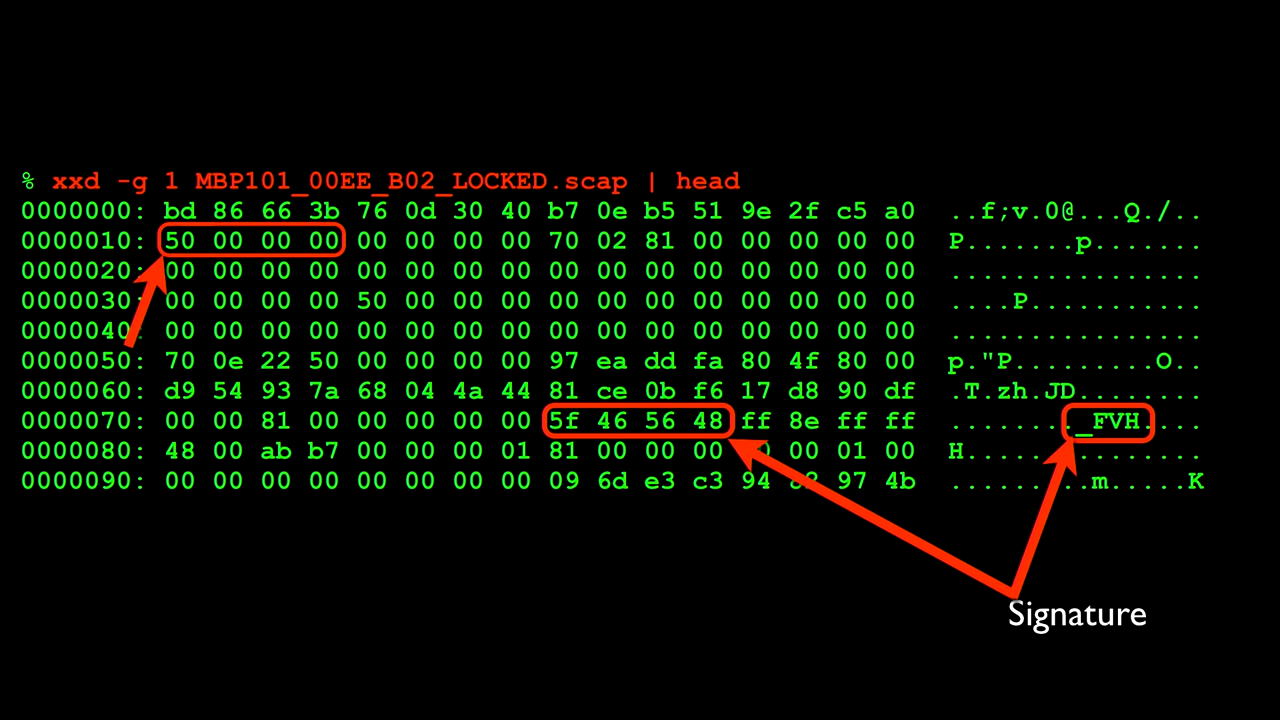 % xxd -g 1 MBP101_00EE_B02_LOCKED.scap | head
0000000: bd 86 66 3b 76 0d 30 40 b7 0e b5 51 9e 2f c5 a0 ..f;v.0@...Q./..
0000010: 50 00 00 00 00 00 00 00 70 02 81 00 00 00 00 00 P.......p.......
0000020: 00 00 00 00 00 00 00 00 00 00 00 00 00 00 00 00 ................
0000030: 00 00 00 00 50 00 00 00 00 00 00 00 00 00 00 00 ....P...........
0000040: 00 00 00 00 00 00 00 00 00 00 00 00 00 00 00 00 ................
0000050: 70 0e 22 50 00 00 00 00 97 ea dd fa 80 4f 80 00 p."P.........O..
0000060: d9 54 93 7a 68 04 4a 44 81 ce 0b f6 17 d8 90 df .T.zh.JD........
0000070: 00 00 81 00 00 00 00 00 5f 46 56 48 ff 8e ff ff ........_FVH....
0000080: 48 00 ab b7 00 00 00 01 81 00 00 00 00 01 00 H...............
0000090: 00 00 00 00 00 00 00 00 09 6d e3 c3 94 82 97 4b .........m.....K
Signature